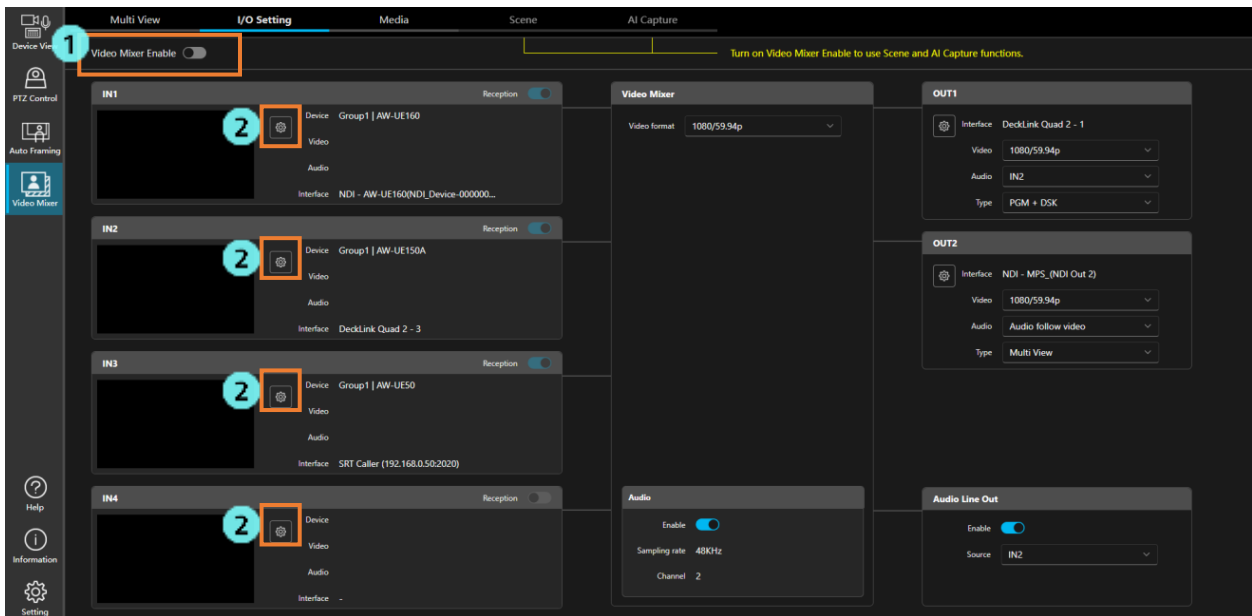 Multi View
I/O Setting
Media
Scene
AI Capture
Device View
1
Video Mixer Enable
Turn on Video Mixer Enable to use Scene and AI Capture functions.
PTZ Control
Auto Framing
Video Mixer
Help
Information
Setting
IN1
Reception
2
Device Group1 | AW-UE160
Video
Audio
Interface NDI - AW-UE160(NDI_Device-000000...
IN2
Reception
2
Device Group1 | AW-UE150A
Video
Audio
Interface DeckLink Quad 2 - 3
IN3
Reception
2
Device Group1 | AW-UE50
Video
Audio
Interface SRT Caller (192.168.0.50:2020)
IN4
Reception
2
Device
Video
Audio
Interface -
Video Mixer
Video format 1080/59.94p
Audio
Enable
Sampling rate 48KHz
Channel 2
OUT1
Interface DeckLink Quad 2 - 1
Video 1080/59.94p
Audio IN2
Type PGM + DSK
OUT2
Interface NDI - MPS_(NDI Out 2)
Video 1080/59.94p
Audio Audio follow video
Type Multi View
Audio Line Out
Enable
Source IN2